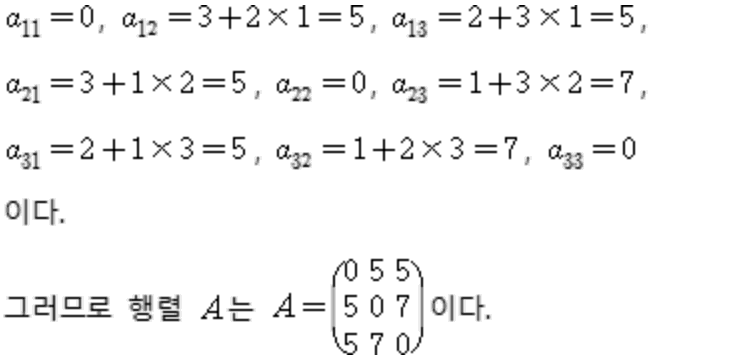 a₁₁=0, a₁₂=3+2×1=5, a₁₃=2+3×1=5,
a₂₁=3+1×2=5, a₂₂=0, a₂₃=1+3×2=7,
a₃₁=2+1×3=5, a₃₂=1+2×3=7, a₃₃=0
이다.
0 5 5
그러므로 행렬 A는 A= 5 0 7 이다.
5 7 0